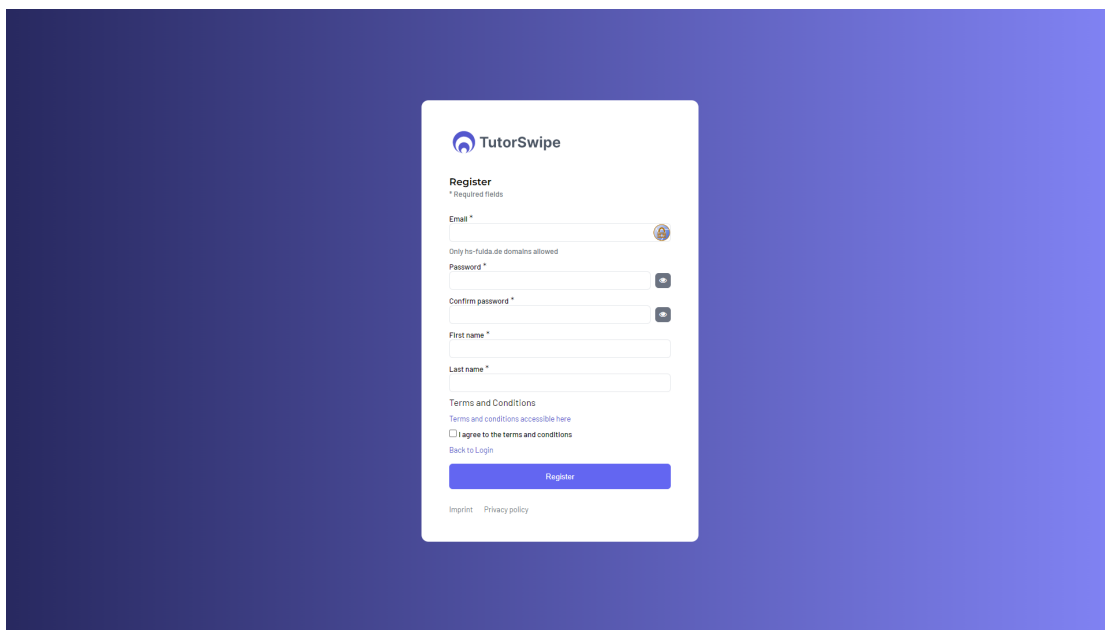 TutorSwipe
Register
* Required fields
Email *
Only hs-fulda.de domains allowed
Password *
Confirm password *
First name *
Last name *
Terms and Conditions
Terms and conditions accessible here
I agree to the terms and conditions
Back to Login
Register
Imprint Privacy policy